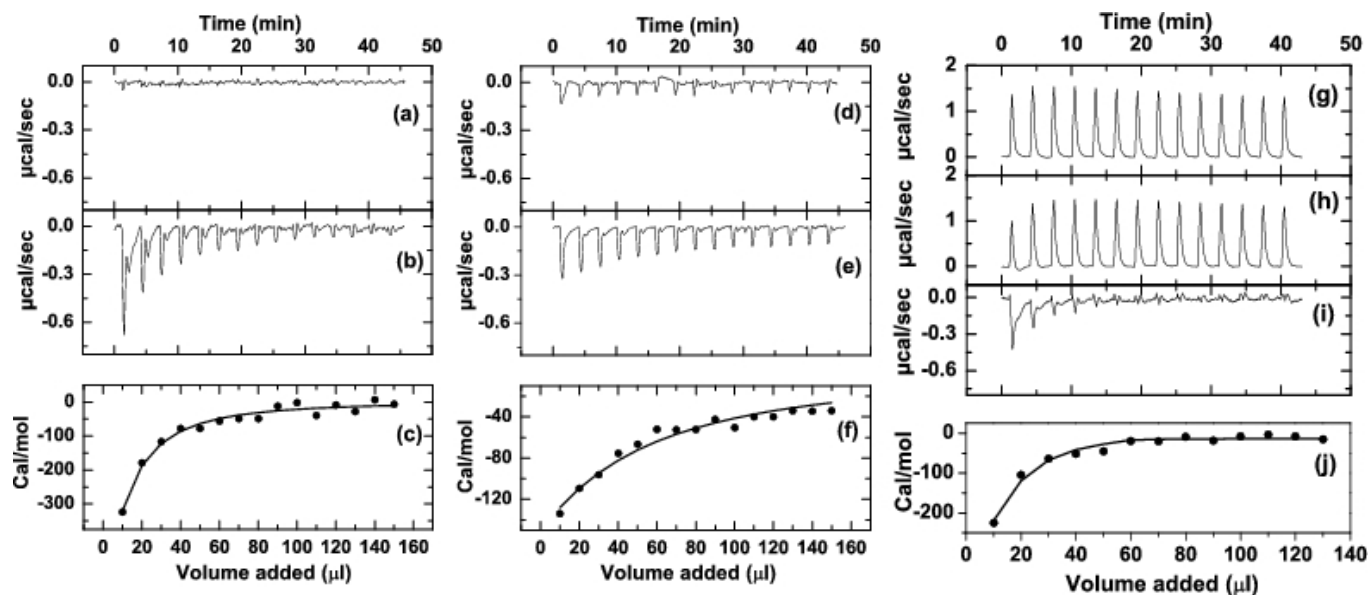 Time (min)
0 10 20 30 40 50
0.0
-0.3
-0.6
µcal/sec
(a)
0.0
-0.3
-0.6
µcal/sec
(b)
0
-100
-200
-300
Cal/mol
(c)
0 20 40 60 80 100 120 140 160
Volume added (µl)
Time (min)
0 10 20 30 40 50
0.0
-0.3
-0.6
µcal/sec
(d)
0.0
-0.3
-0.6
µcal/sec
(e)
-40
-80
-120
Cal/mol
(f)
0 20 40 60 80 100 120 140 160
Volume added (µl)
Time (min)
0 10 20 30 40
2
1
0
µcal/sec
(g)
2
1
0
µcal/sec
(h)
0.0
-0.3
-0.6
µcal/sec
(i)
0
-100
-200
Cal/mol
(j)
0 20 40 60 80 100 120 140
Volume added (µl)